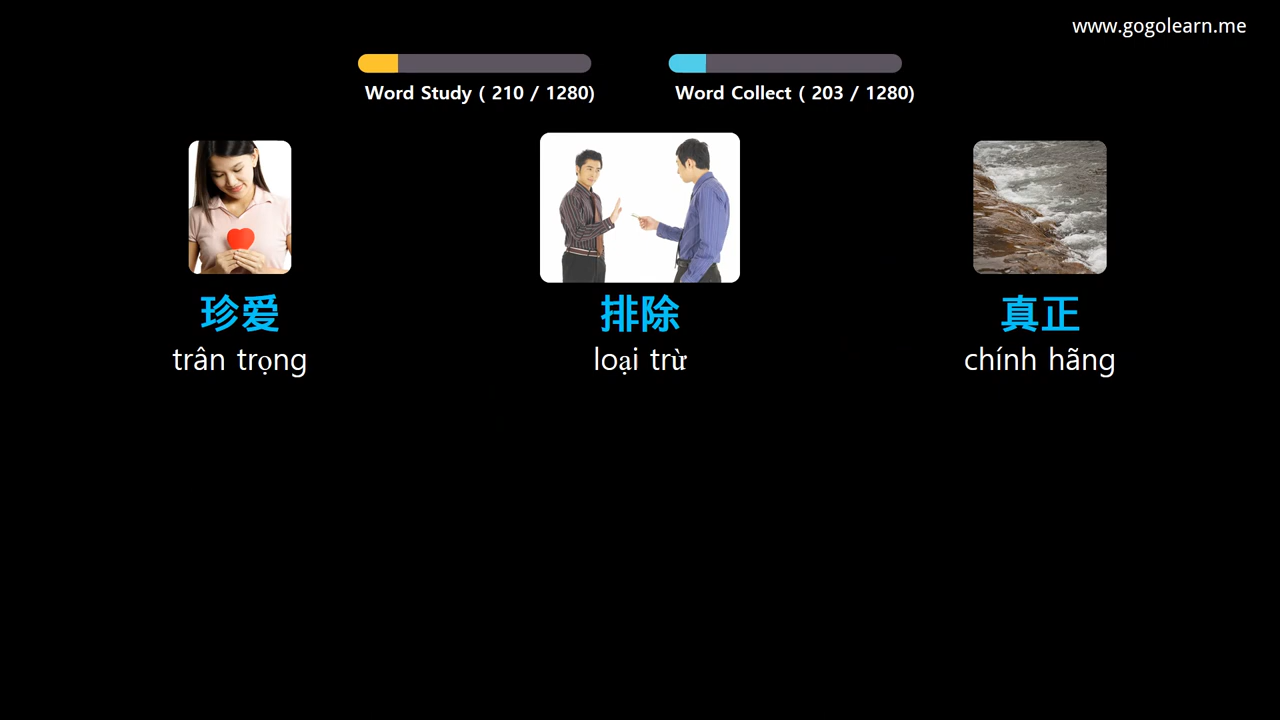 www.gogolearn.me
Word Study ( 210 / 1280)
Word Collect ( 203 / 1280)
珍爱
排除
真正
trân trọng
loại trừ
chính hãng